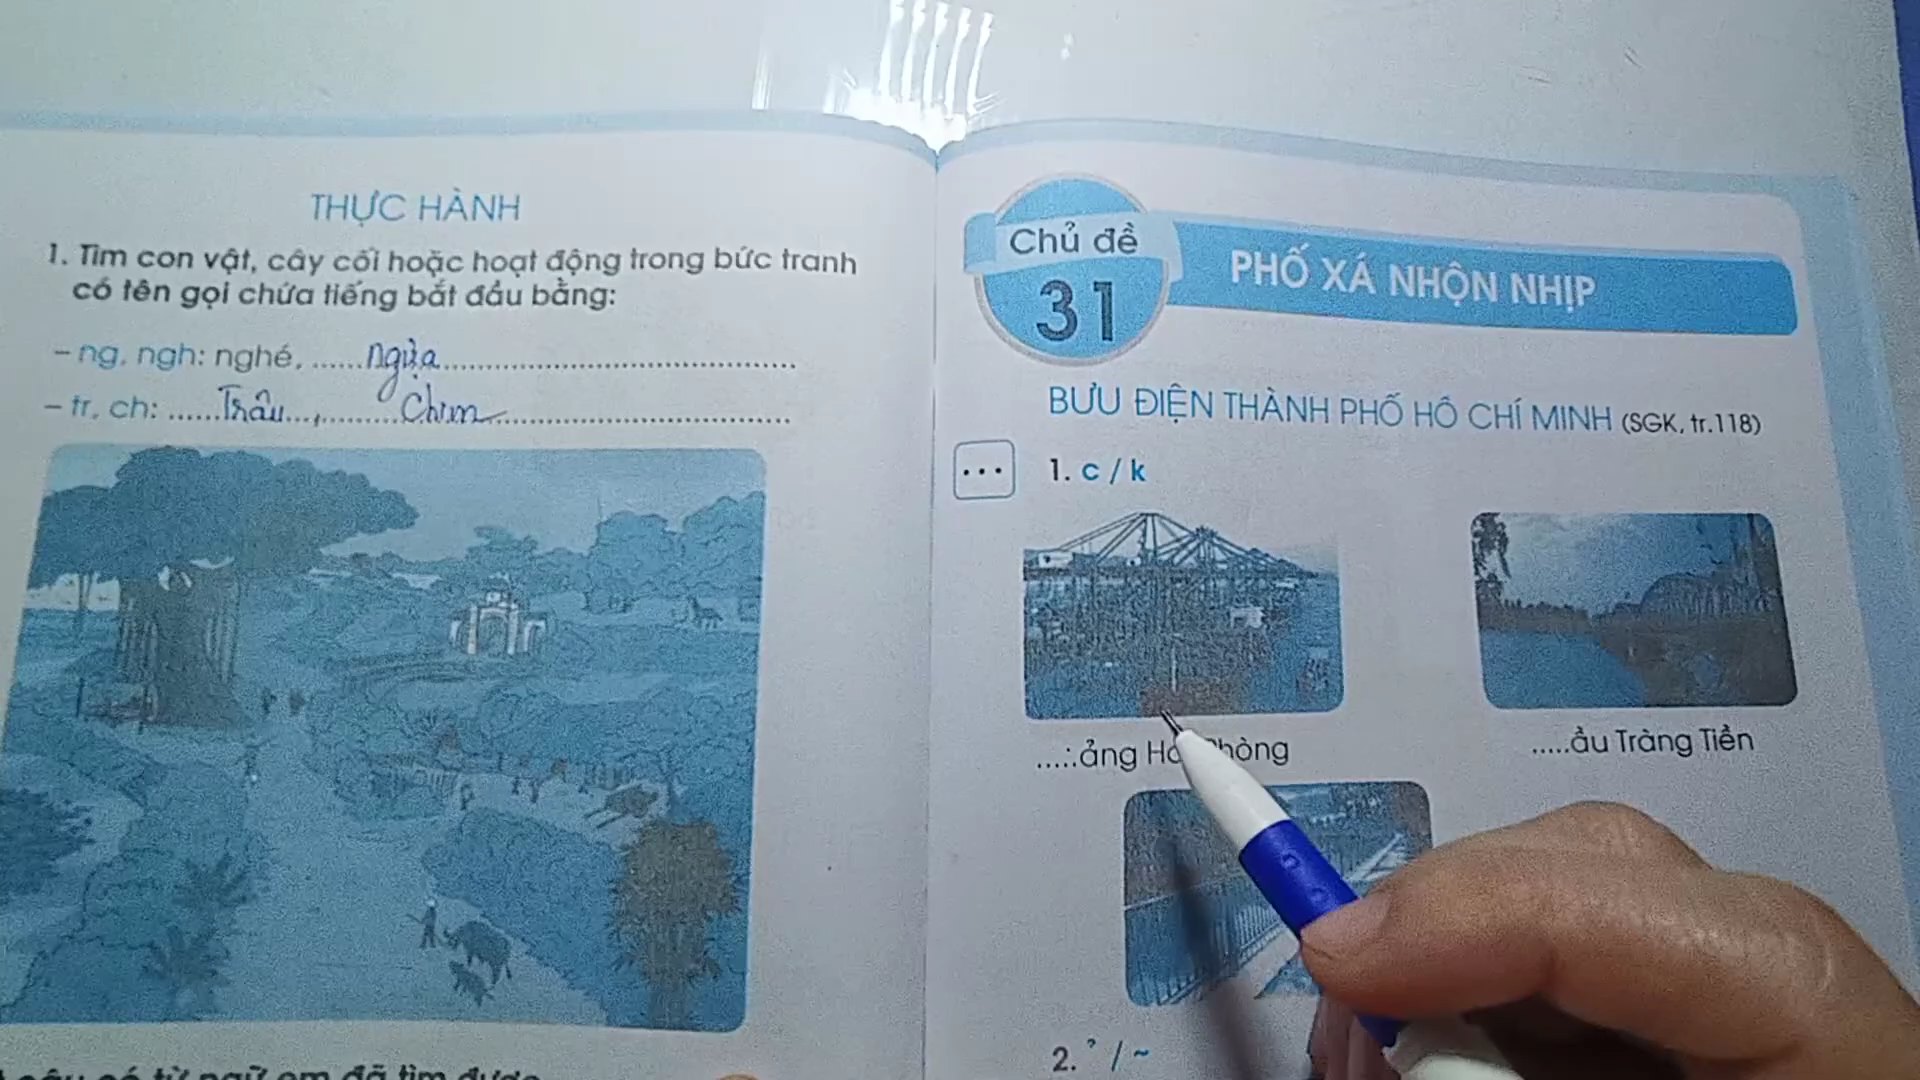 THỰC HÀNH
1. Tìm con vật, cây cối hoặc hoạt động trong bức tranh
có tên gọi chứa tiếng bắt đầu bằng:
– ng, ngh: nghé, ......ngựa..........
– tr, ch: ......Trâu...,.........Chim..........
Chủ đề
31
PHỐ XÁ NHỘN NHỊP
BƯU ĐIỆN THÀNH PHỐ HỒ CHÍ MINH (SGK, tr.118)
... 1. c / k
.....ảng Hải Phòng
.....ầu Tràng Tiền
2. ̉ / ~